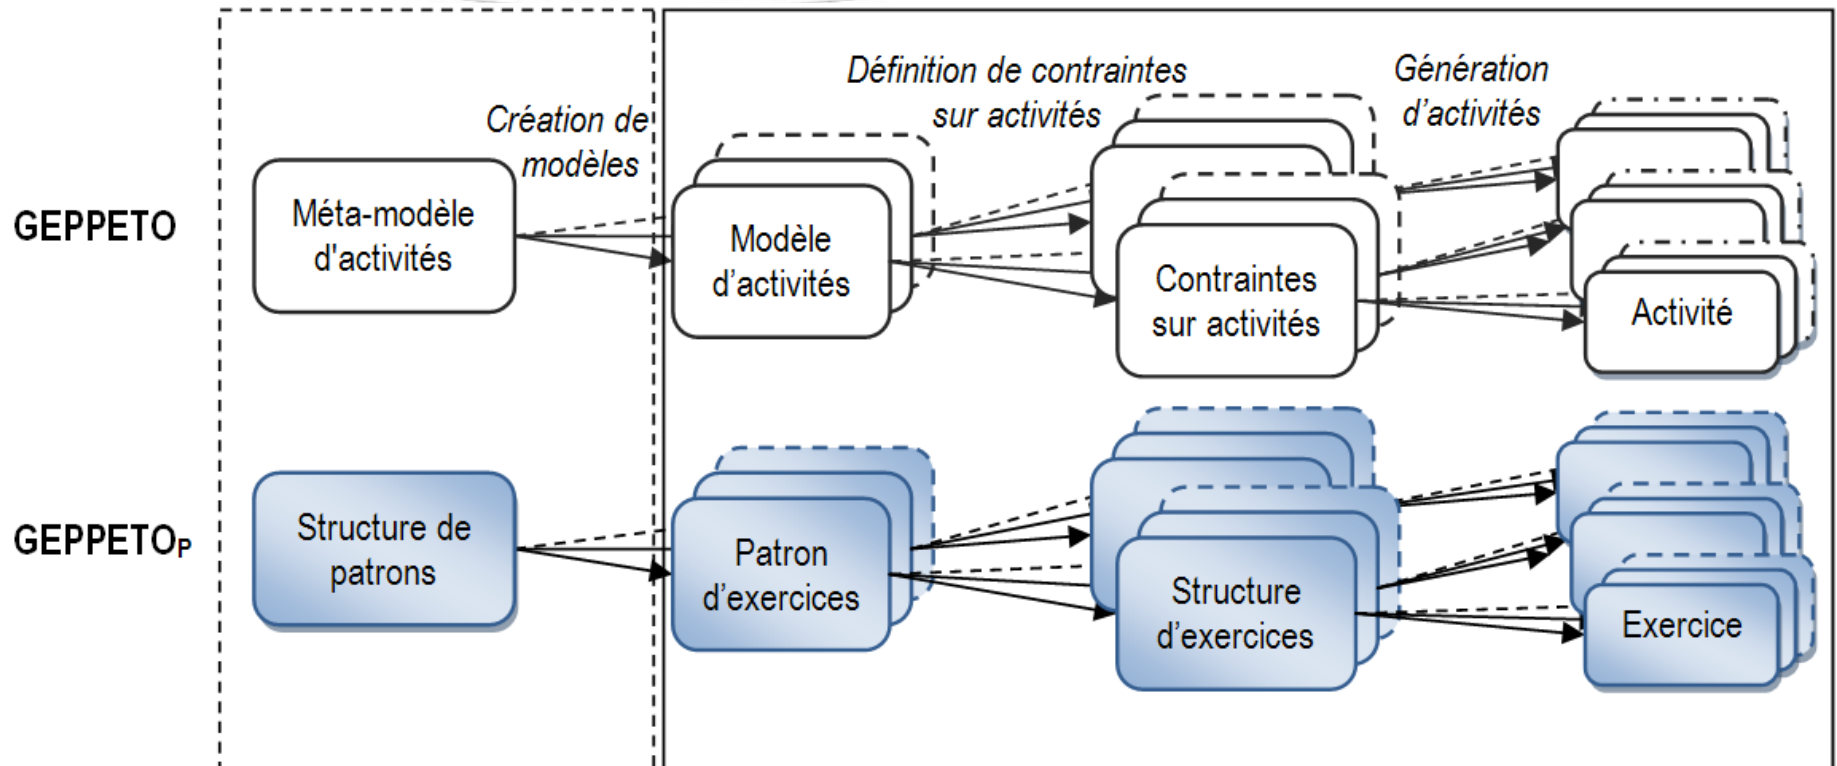 Définition de contraintes
sur activités
Génération
d'activités
Création de
modèles
GEPPETO
Méta-modèle
d'activités
Modèle
d'activités
Contraintes
sur activités
Activité
GEPPETOP
Structure de
patrons
Patron
d'exercices
Structure
d'exercices
Exercice